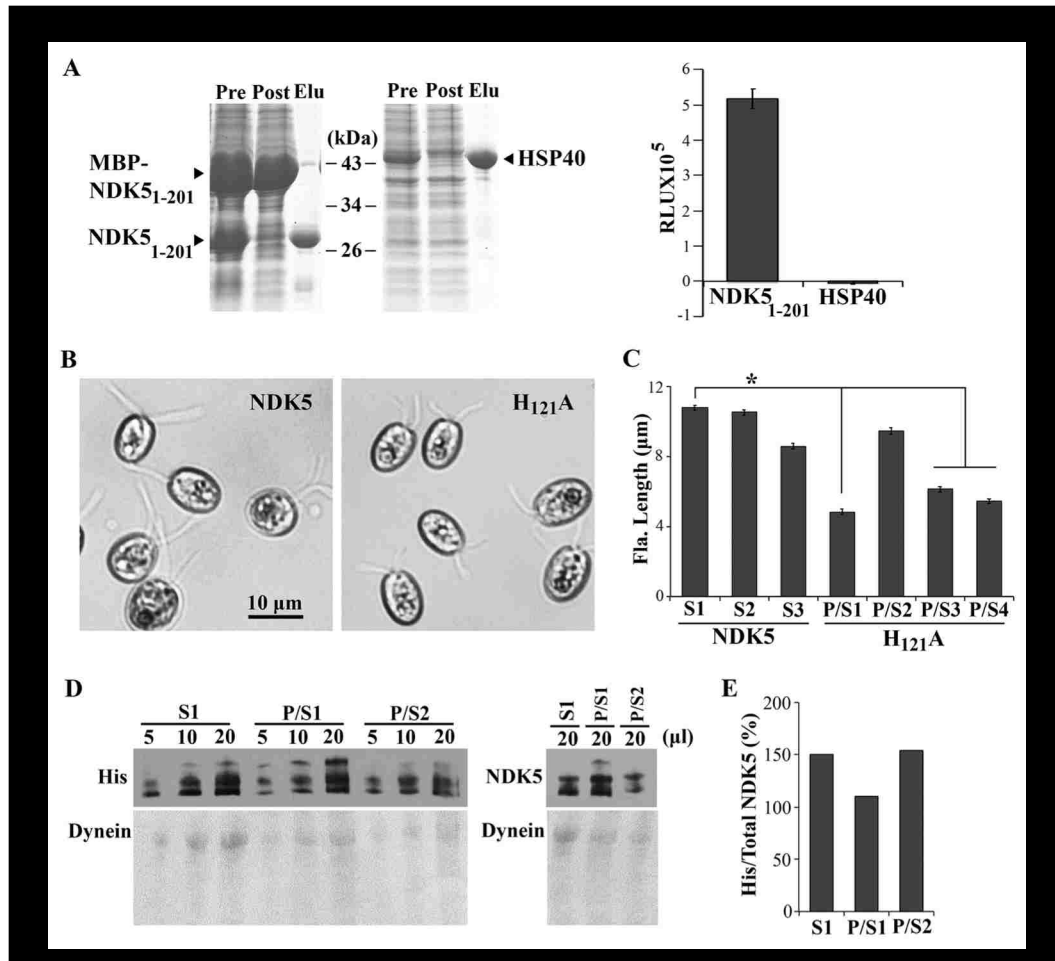 A
Pre Post Elu
(kDa)
Pre Post Elu
MBP-
NDK5₁₋₂₀₁
– 43 –
HSP40
– 34 –
NDK5₁₋₂₀₁
– 26 –
RLUX10⁵
6
5
4
3
2
1
0
-1
NDK5₁₋₂₀₁
HSP40
B
NDK5
10 µm
H₁₂₁A
C
Fla. Length (µm)
12
8
4
0
*
S1 S2 S3 P/S1 P/S2 P/S3 P/S4
NDK5 H₁₂₁A
D
S1 P/S1 P/S2
5 10 20 5 10 20 5 10 20
His
Dynein
S1 P/S1 P/S2
20 20 20 (µl)
NDK5
Dynein
E
His/Total NDK5 (%)
200
150
100
50
0
S1 P/S1 P/S2